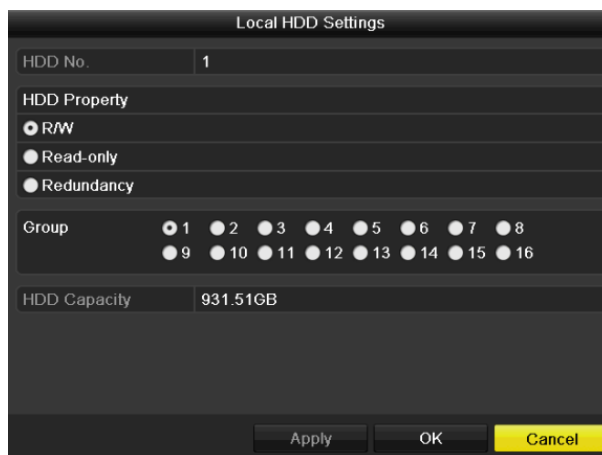 Local HDD Settings
HDD No. 1
HDD Property
R/W
Read-only
Redundancy
Group 1 2 3 4 5 6 7 8
9 10 11 12 13 14 15 16
HDD Capacity 931.51GB
Apply OK Cancel